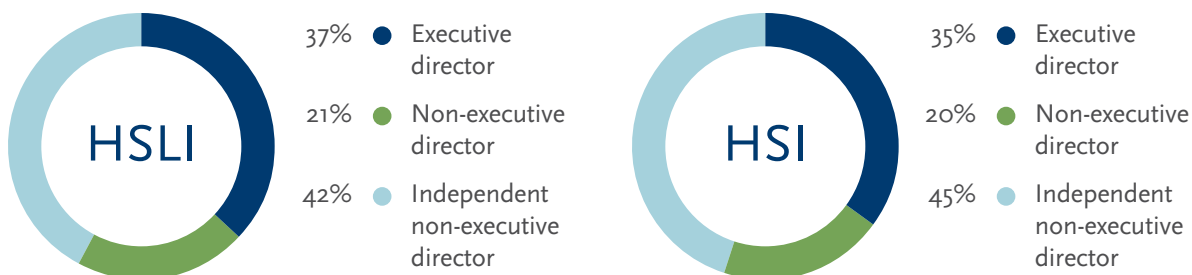 HSLI
37% Executive
director
21% Non-executive
director
42% Independent
non-executive
director
HSI
35% Executive
director
20% Non-executive
director
45% Independent
non-executive
director